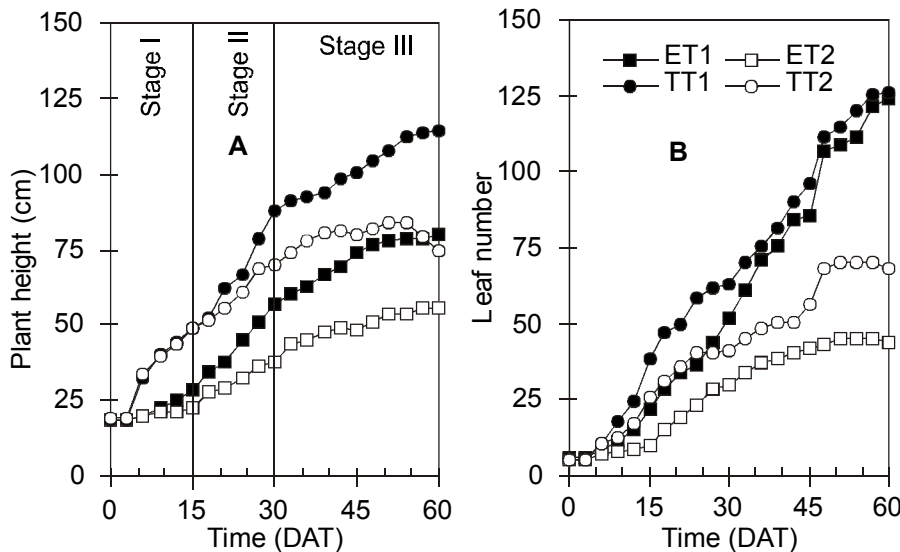 Stage I
Stage II
Stage III
A
150
125
100
75
50
25
0
Plant height (cm)
0 15 30 45 60
Time (DAT)
ET1 ET2
TT1 TT2
B
150
125
100
75
50
25
0
Leaf number
0 15 30 45 60
Time (DAT)